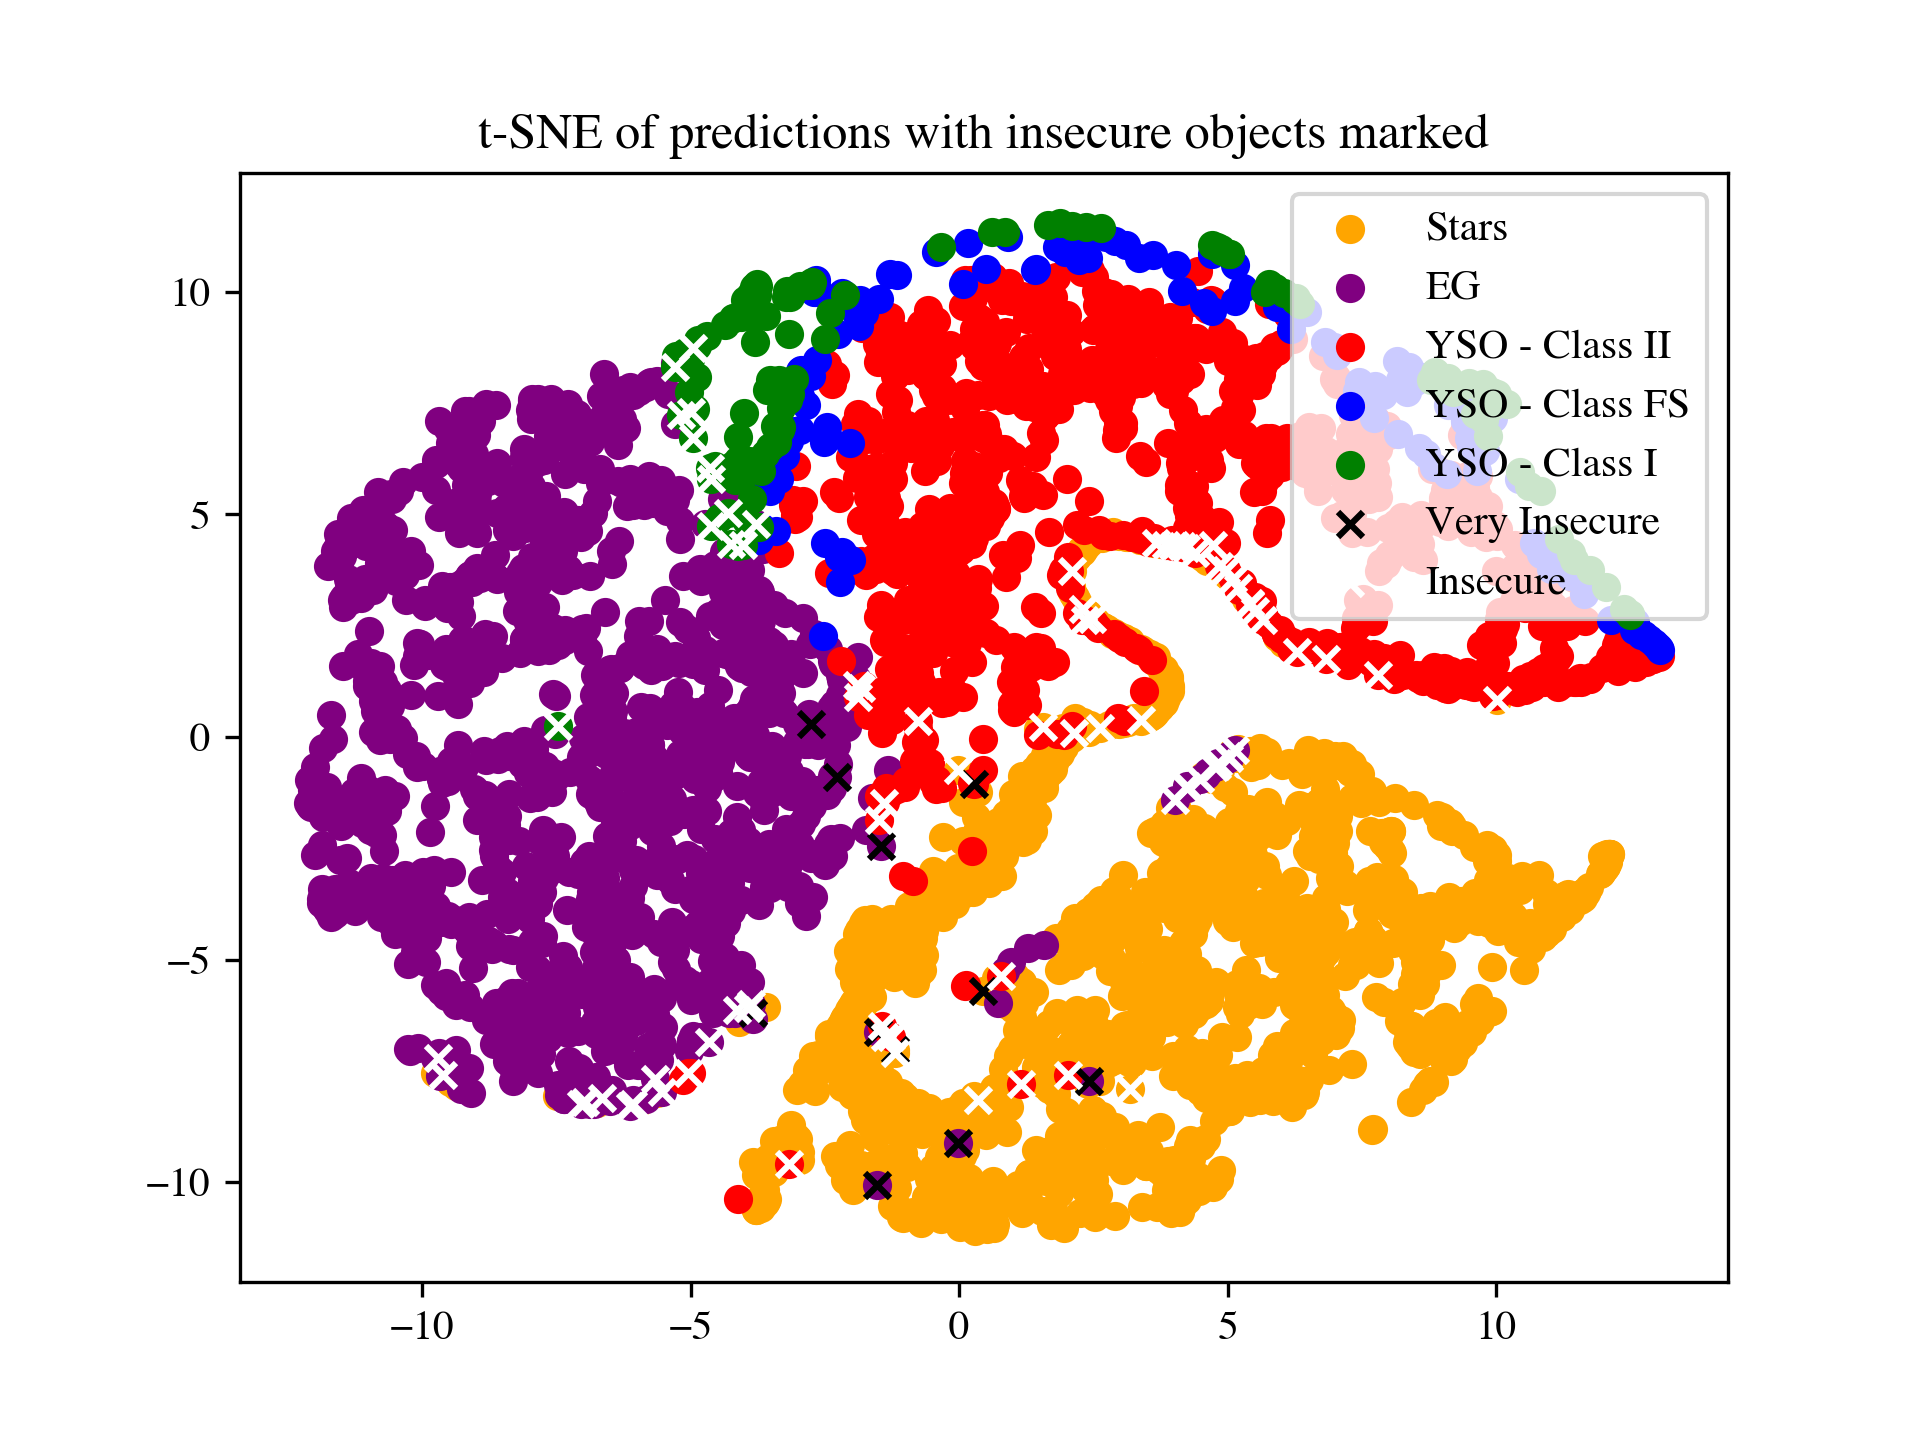 t-SNE of predictions with insecure objects marked
Stars
EG
YSO - Class II
YSO - Class FS
YSO - Class I
Very Insecure
Insecure
10
5
0
−5
−10
−10
−5
0
5
10